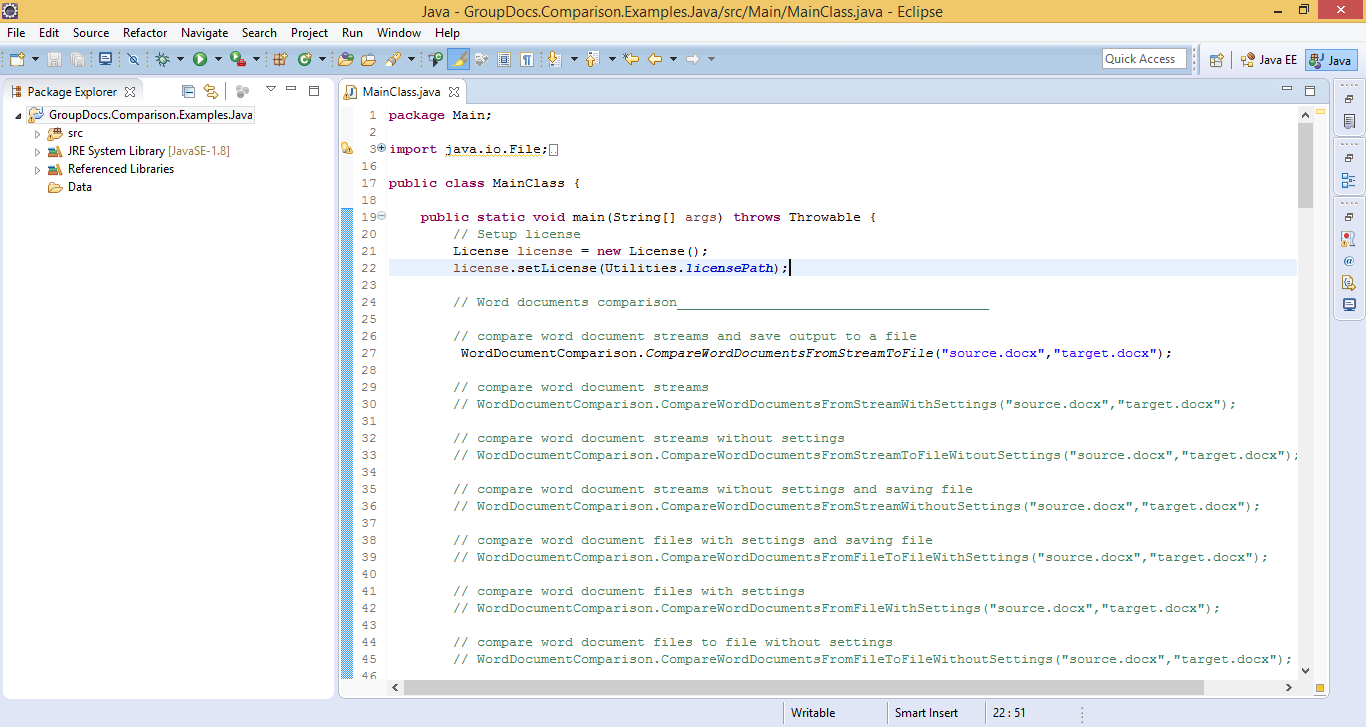 Java - GroupDocs.Comparison.Examples.Java/src/Main/MainClass.java - Eclipse
File Edit Source Refactor Navigate Search Project Run Window Help
Quick Access Java EE Java
Package Explorer
GroupDocs.Comparison.Examples.Java
src
JRE System Library [JavaSE-1.8]
Referenced Libraries
Data
MainClass.java
1 package Main;
2
3 import java.io.File;
16
17 public class MainClass {
18
19 public static void main(String[] args) throws Throwable {
20 // Setup license
21 License license = new License();
22 license.setLicense(Utilities.licensePath);
23
24 // Word documents comparison_______________________________________
25
26 // compare word document streams and save output to a file
27 WordDocumentComparison.CompareWordDocumentsFromStreamToFile("source.docx","target.docx");
28
29 // compare word document streams
30 // WordDocumentComparison.CompareWordDocumentsFromStreamWithSettings("source.docx","target.docx");
31
32 // compare word document streams without settings
33 // WordDocumentComparison.CompareWordDocumentsFromStreamToFileWitoutSettings("source.docx","target.docx");
34
35 // compare word document streams without settings and saving file
36 // WordDocumentComparison.CompareWordDocumentsFromStreamWithoutSettings("source.docx","target.docx");
37
38 // compare word document files with settings and saving file
39 // WordDocumentComparison.CompareWordDocumentsFromFileToFileWithSettings("source.docx","target.docx");
40
41 // compare word document files with settings
42 // WordDocumentComparison.CompareWordDocumentsFromFileWithSettings("source.docx","target.docx");
43
44 // compare word document files to file without settings
45 // WordDocumentComparison.CompareWordDocumentsFromFileToFileWithoutSettings("source.docx","target.docx");
46
Writable Smart Insert 22 : 51